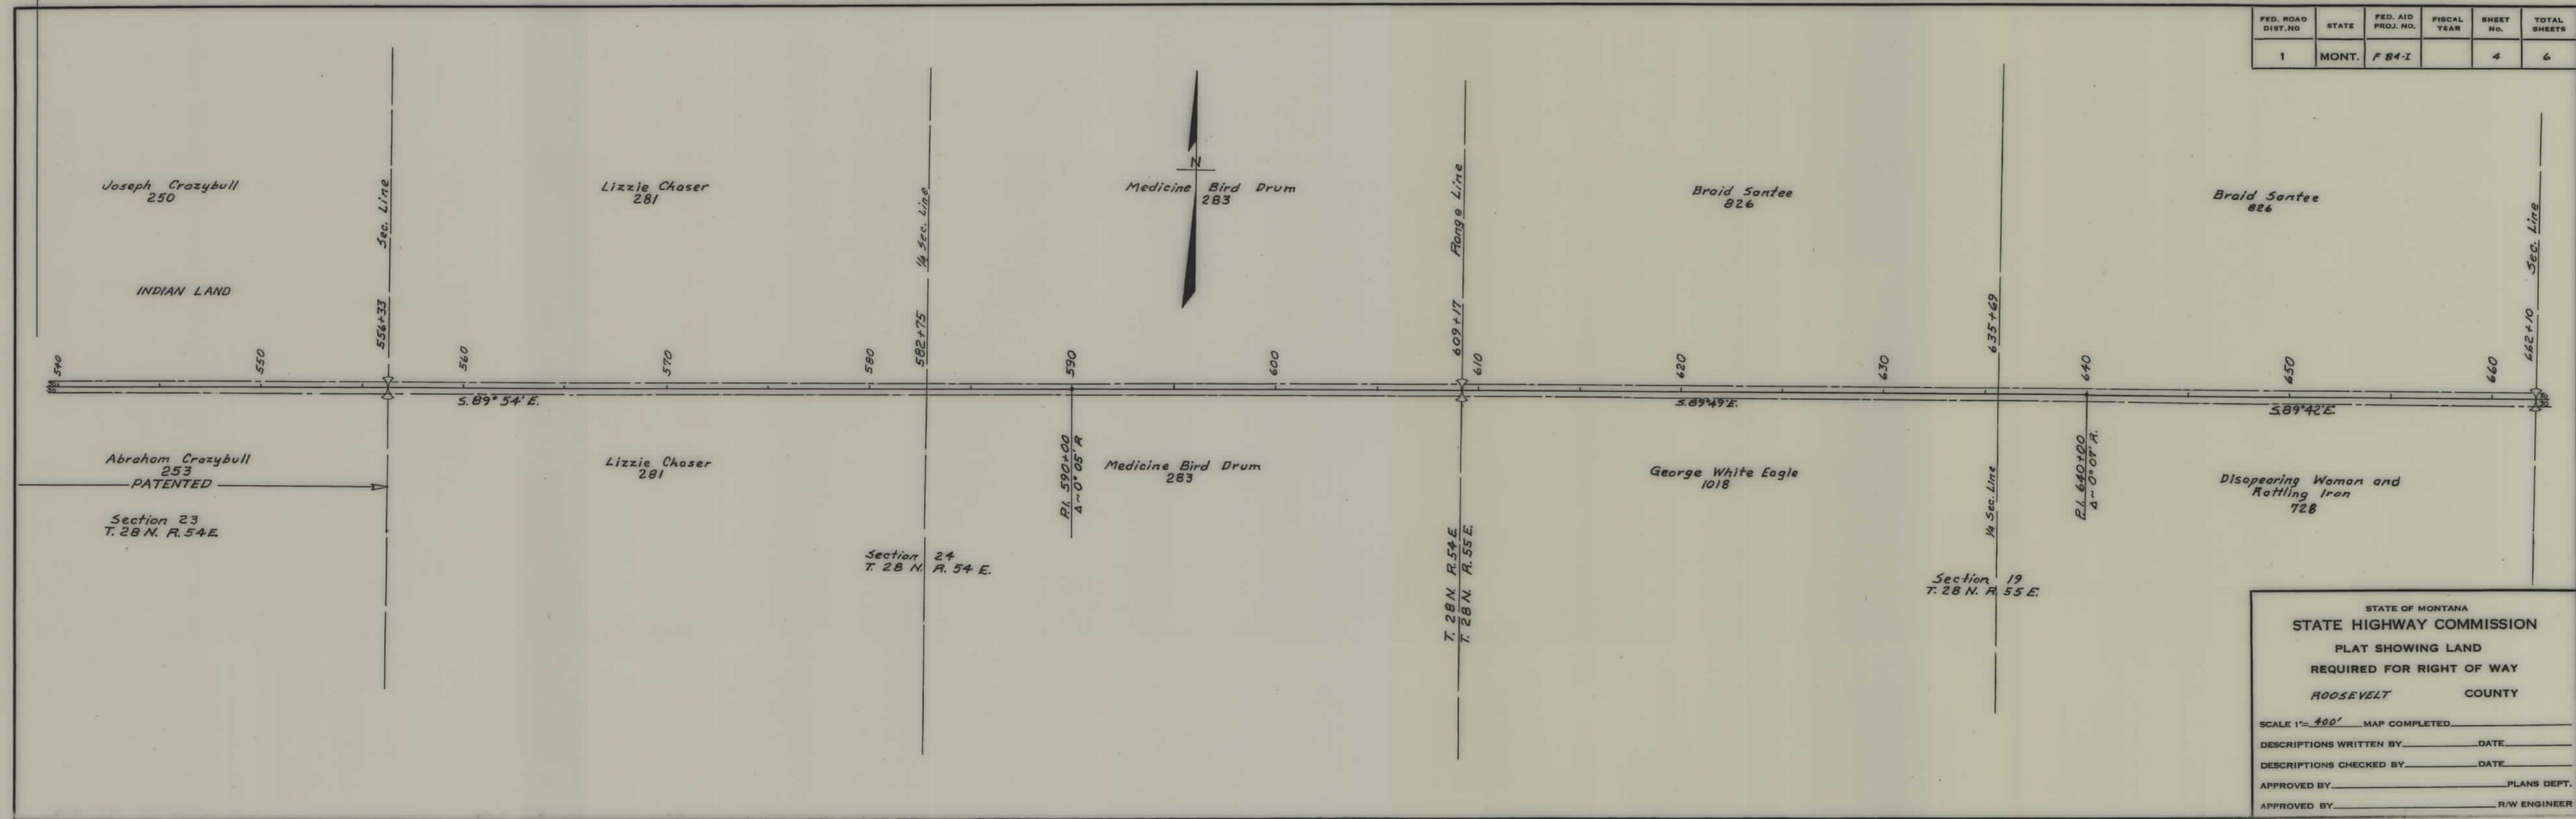 FED. ROAD DIST. NO
STATE
FED. AID PROJ. NO.
FISCAL YEAR
SHEET No.
TOTAL SHEETS
1
MONT.
F 84-I
4
6
Joseph Crazybull
250
INDIAN LAND
Sec. Line
556+33
Lizzie Chaser
281
1/4 Sec. Line
582+75
N
Medicine Bird Drum
283
Range Line
609+17
Braid Santee
826
635+69
Braid Santee
826
Sec. Line
662+10
540
550
560
570
580
590
600
610
620
630
640
650
660
S. 89° 54' E.
S.89°49'E.
S.89°42'E.
Abraham Crazybull
253
PATENTED
Section 23
T. 28 N. R. 54 E.
Lizzie Chaser
281
Section 24
T. 28 N. R. 54 E.
P.I. 590+00
Δ~0° 05' R
Medicine Bird Drum
283
T. 28 N. R. 54 E.
T. 28 N. R. 55 E.
George White Eagle
1018
1/4 Sec. Line
Section 19
T. 28 N. R. 55 E.
P.I. 640+00
Δ~0° 07' R.
Disapearing Woman and
Rattling Iron
728
STATE OF MONTANA
STATE HIGHWAY COMMISSION
PLAT SHOWING LAND
REQUIRED FOR RIGHT OF WAY
ROOSEVELT COUNTY
SCALE 1"= 400' MAP COMPLETED
DESCRIPTIONS WRITTEN BY DATE
DESCRIPTIONS CHECKED BY DATE
APPROVED BY PLANS DEPT.
APPROVED BY R/W ENGINEER